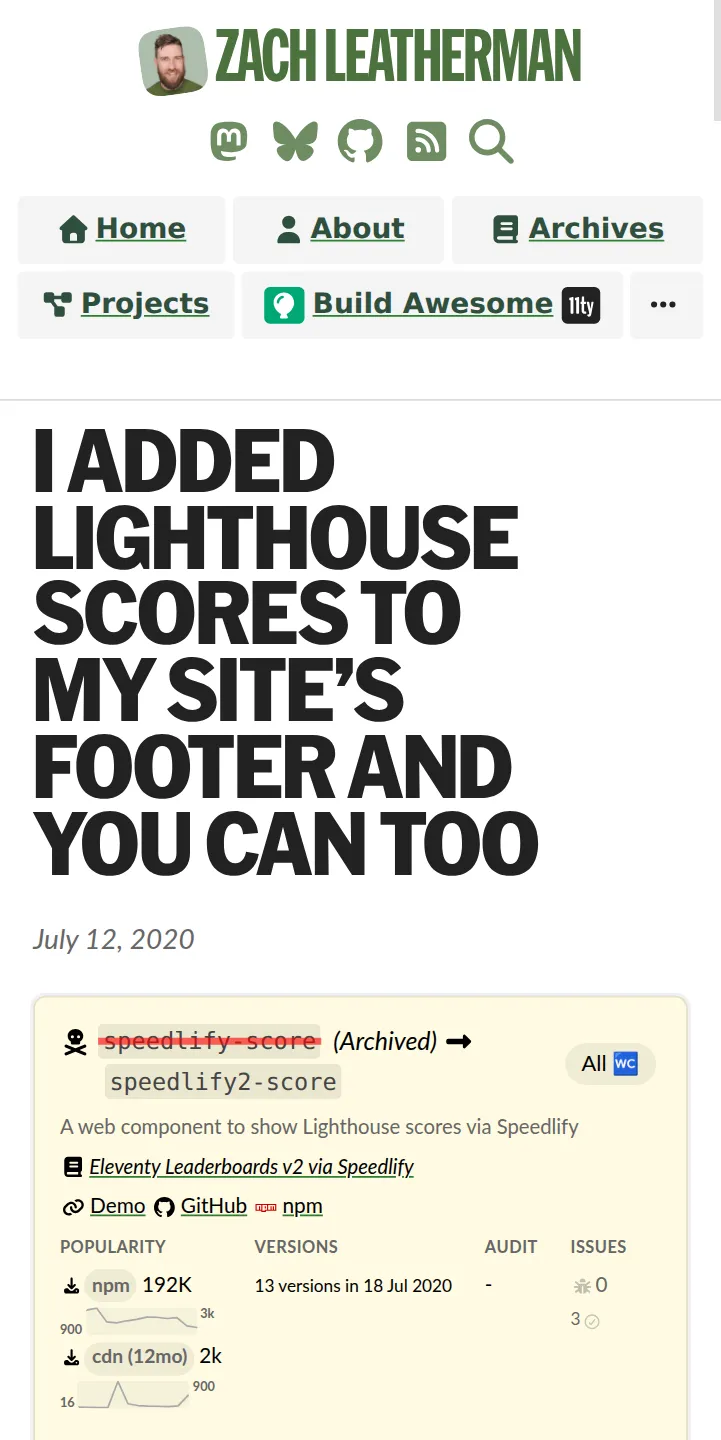 ZACH LEATHERMAN
Home
About
Archives
Projects
Build Awesome 11ty
•••
I ADDED
LIGHTHOUSE
SCORES TO
MY SITE’S
FOOTER AND
YOU CAN TOO
July 12, 2020
speedlify-score (Archived)
speedlify2-score
All WC
A web component to show Lighthouse scores via Speedlify
Eleventy Leaderboards v2 via Speedlify
Demo GitHub npm npm
POPULARITY VERSIONS AUDIT ISSUES
npm 192K 13 versions in 18 Jul 2020 - 0
900 3k
3
cdn (12mo) 2k
16 900